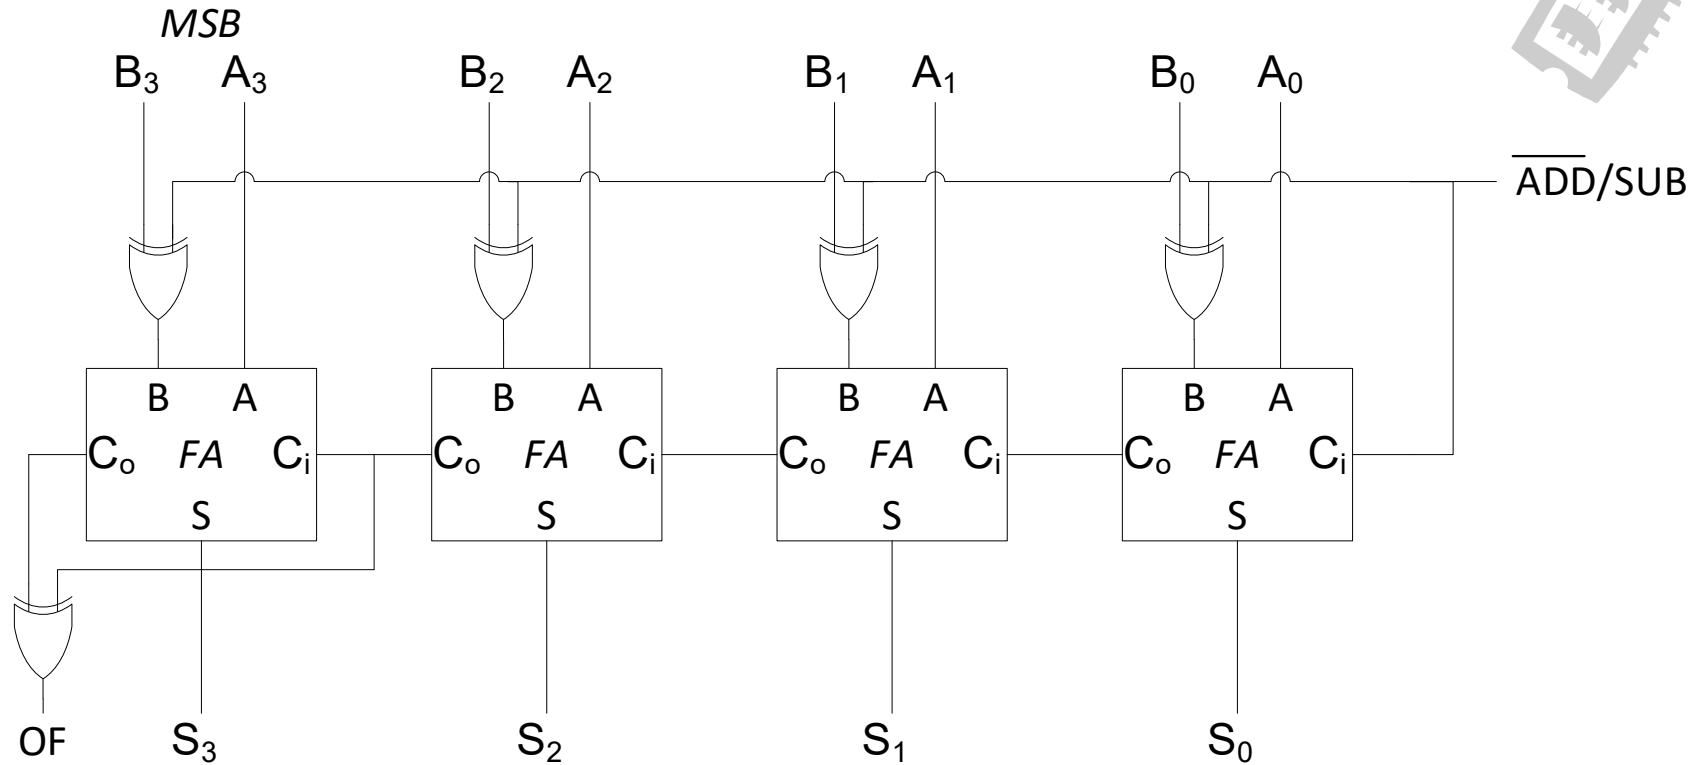 MSB
B₃ A₃ B₂ A₂ B₁ A₁ B₀ A₀
ADD/SUB
B A B A B A B A
Cₒ FA Cᵢ Cₒ FA Cᵢ Cₒ FA Cᵢ Cₒ FA Cᵢ
S S S S
OF S₃ S₂ S₁ S₀